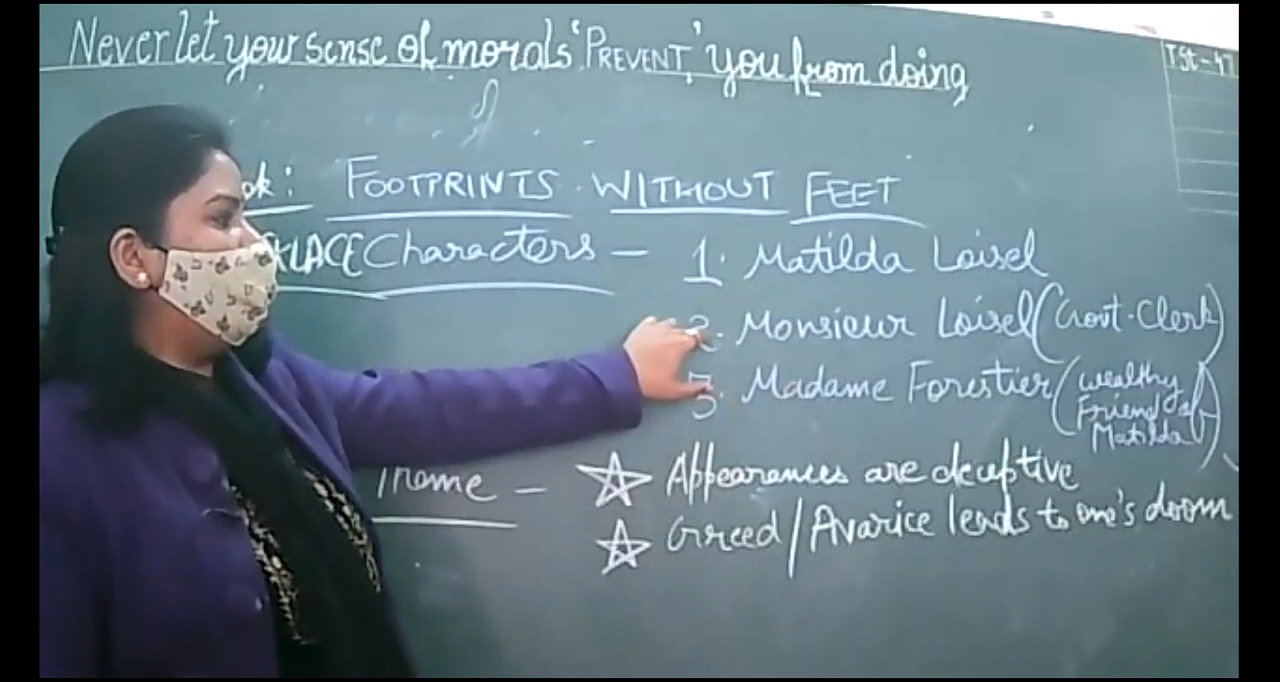 Never let your sense of morals 'PREVENT' you from doing
TSt-47
ok: FOOTPRINTS WITHOUT FEET
KLACE Characters — 1. Matilda Loisel
2. Monsieur Loisel (Govt. Clerk)
3. Madame Forestier (wealthy
Friend of
Matilda)
Theme — ☆ Appearances are deceptive
☆ Greed/Avarice leads to one's doom